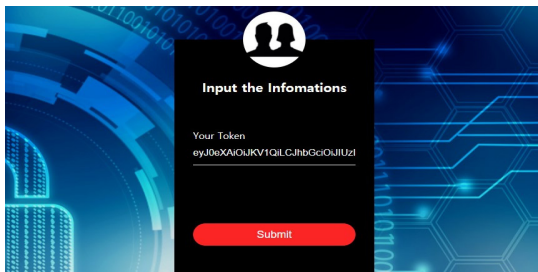 Input the Infomations
Your Token
eyJ0eXAiOiJKV1QiLCJhbGciOiJIUzI
Submit